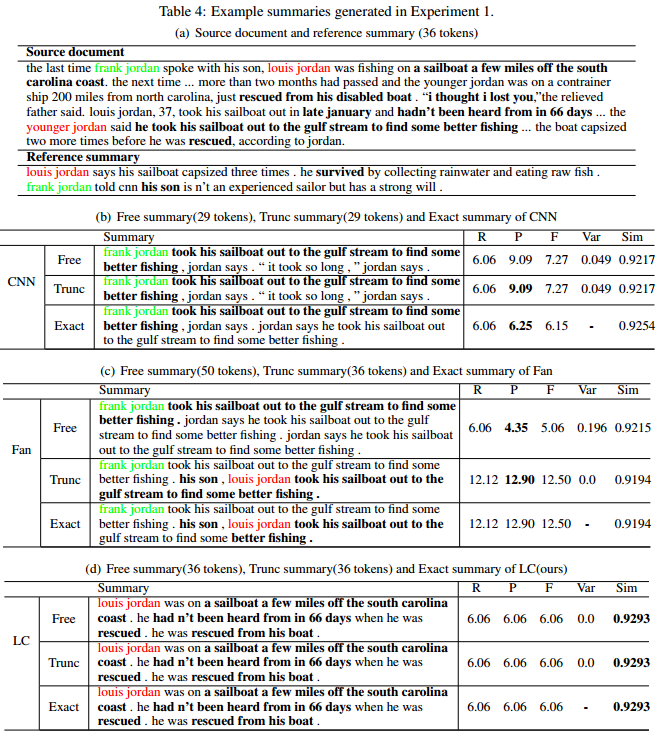 Table 4: Example summaries generated in Experiment 1.
(a) Source document and reference summary (36 tokens)
Source document
the last time frank jordan spoke with his son, louis jordan was fishing on a sailboat a few miles off the south
carolina coast. the next time ... more than two months had passed and the younger jordan was on a contrainer
ship 200 miles from north carolina, just rescued from his disabled boat . “i thought i lost you,”the relieved
father said. louis jordan, 37, took his sailboat out in late january and hadn’t been heard from in 66 days ... the
younger jordan said he took his sailboat out to the gulf stream to find some better fishing ... the boat capsized
two more times before he was rescued, according to jordan.
Reference summary
louis jordan says his sailboat capsized three times . he survived by collecting rainwater and eating raw fish .
frank jordan told cnn his son is n’t an experienced sailor but has a strong will .
(b) Free summary(29 tokens), Trunc summary(29 tokens) and Exact summary of CNN
Summary R P F Var Sim
CNN
Free
frank jordan took his sailboat out to the gulf stream to find some
better fishing , jordan says . “ it took so long , ” jordan says .
6.06 9.09 7.27 0.049 0.9217
Trunc
frank jordan took his sailboat out to the gulf stream to find some
better fishing , jordan says . “ it took so long , ” jordan says .
6.06 9.09 7.27 0.049 0.9217
Exact
frank jordan took his sailboat out to the gulf stream to find some
better fishing , jordan says . jordan says he took his sailboat out
to the gulf stream to find some better fishing .
6.06 6.25 6.15 - 0.9254
(c) Free summary(50 tokens), Trunc summary(36 tokens) and Exact summary of Fan
Summary R P F Var Sim
Fan
Free
frank jordan took his sailboat out to the gulf stream to find some
better fishing . jordan says he took his sailboat out to the gulf
stream to find some better fishing . jordan says he took his sailboat
out to the gulf stream to find some better fishing .
6.06 4.35 5.06 0.196 0.9215
Trunc
frank jordan took his sailboat out to the gulf stream to find some
better fishing . his son , louis jordan took his sailboat out to the
gulf stream to find some better fishing .
12.12 12.90 12.50 0.0 0.9194
Exact
frank jordan took his sailboat out to the gulf stream to find some
better fishing . his son , louis jordan took his sailboat out to the
gulf stream to find some better fishing .
12.12 12.90 12.50 - 0.9194
(d) Free summary(36 tokens), Trunc summary(36 tokens) and Exact summary of LC(ours)
Summary R P F Var Sim
LC
Free
louis jordan was on a sailboat a few miles off the south carolina
coast . he had n’t been heard from in 66 days when he was
rescued . he was rescued from his boat .
6.06 6.06 6.06 0.0 0.9293
Trunc
louis jordan was on a sailboat a few miles off the south carolina
coast . he had n’t been heard from in 66 days when he was
rescued . he was rescued from his boat .
6.06 6.06 6.06 0.0 0.9293
Exact
louis jordan was on a sailboat a few miles off the south carolina
coast . he had n’t been heard from in 66 days when he was
rescued . he was rescued from his boat .
6.06 6.06 6.06 - 0.9293